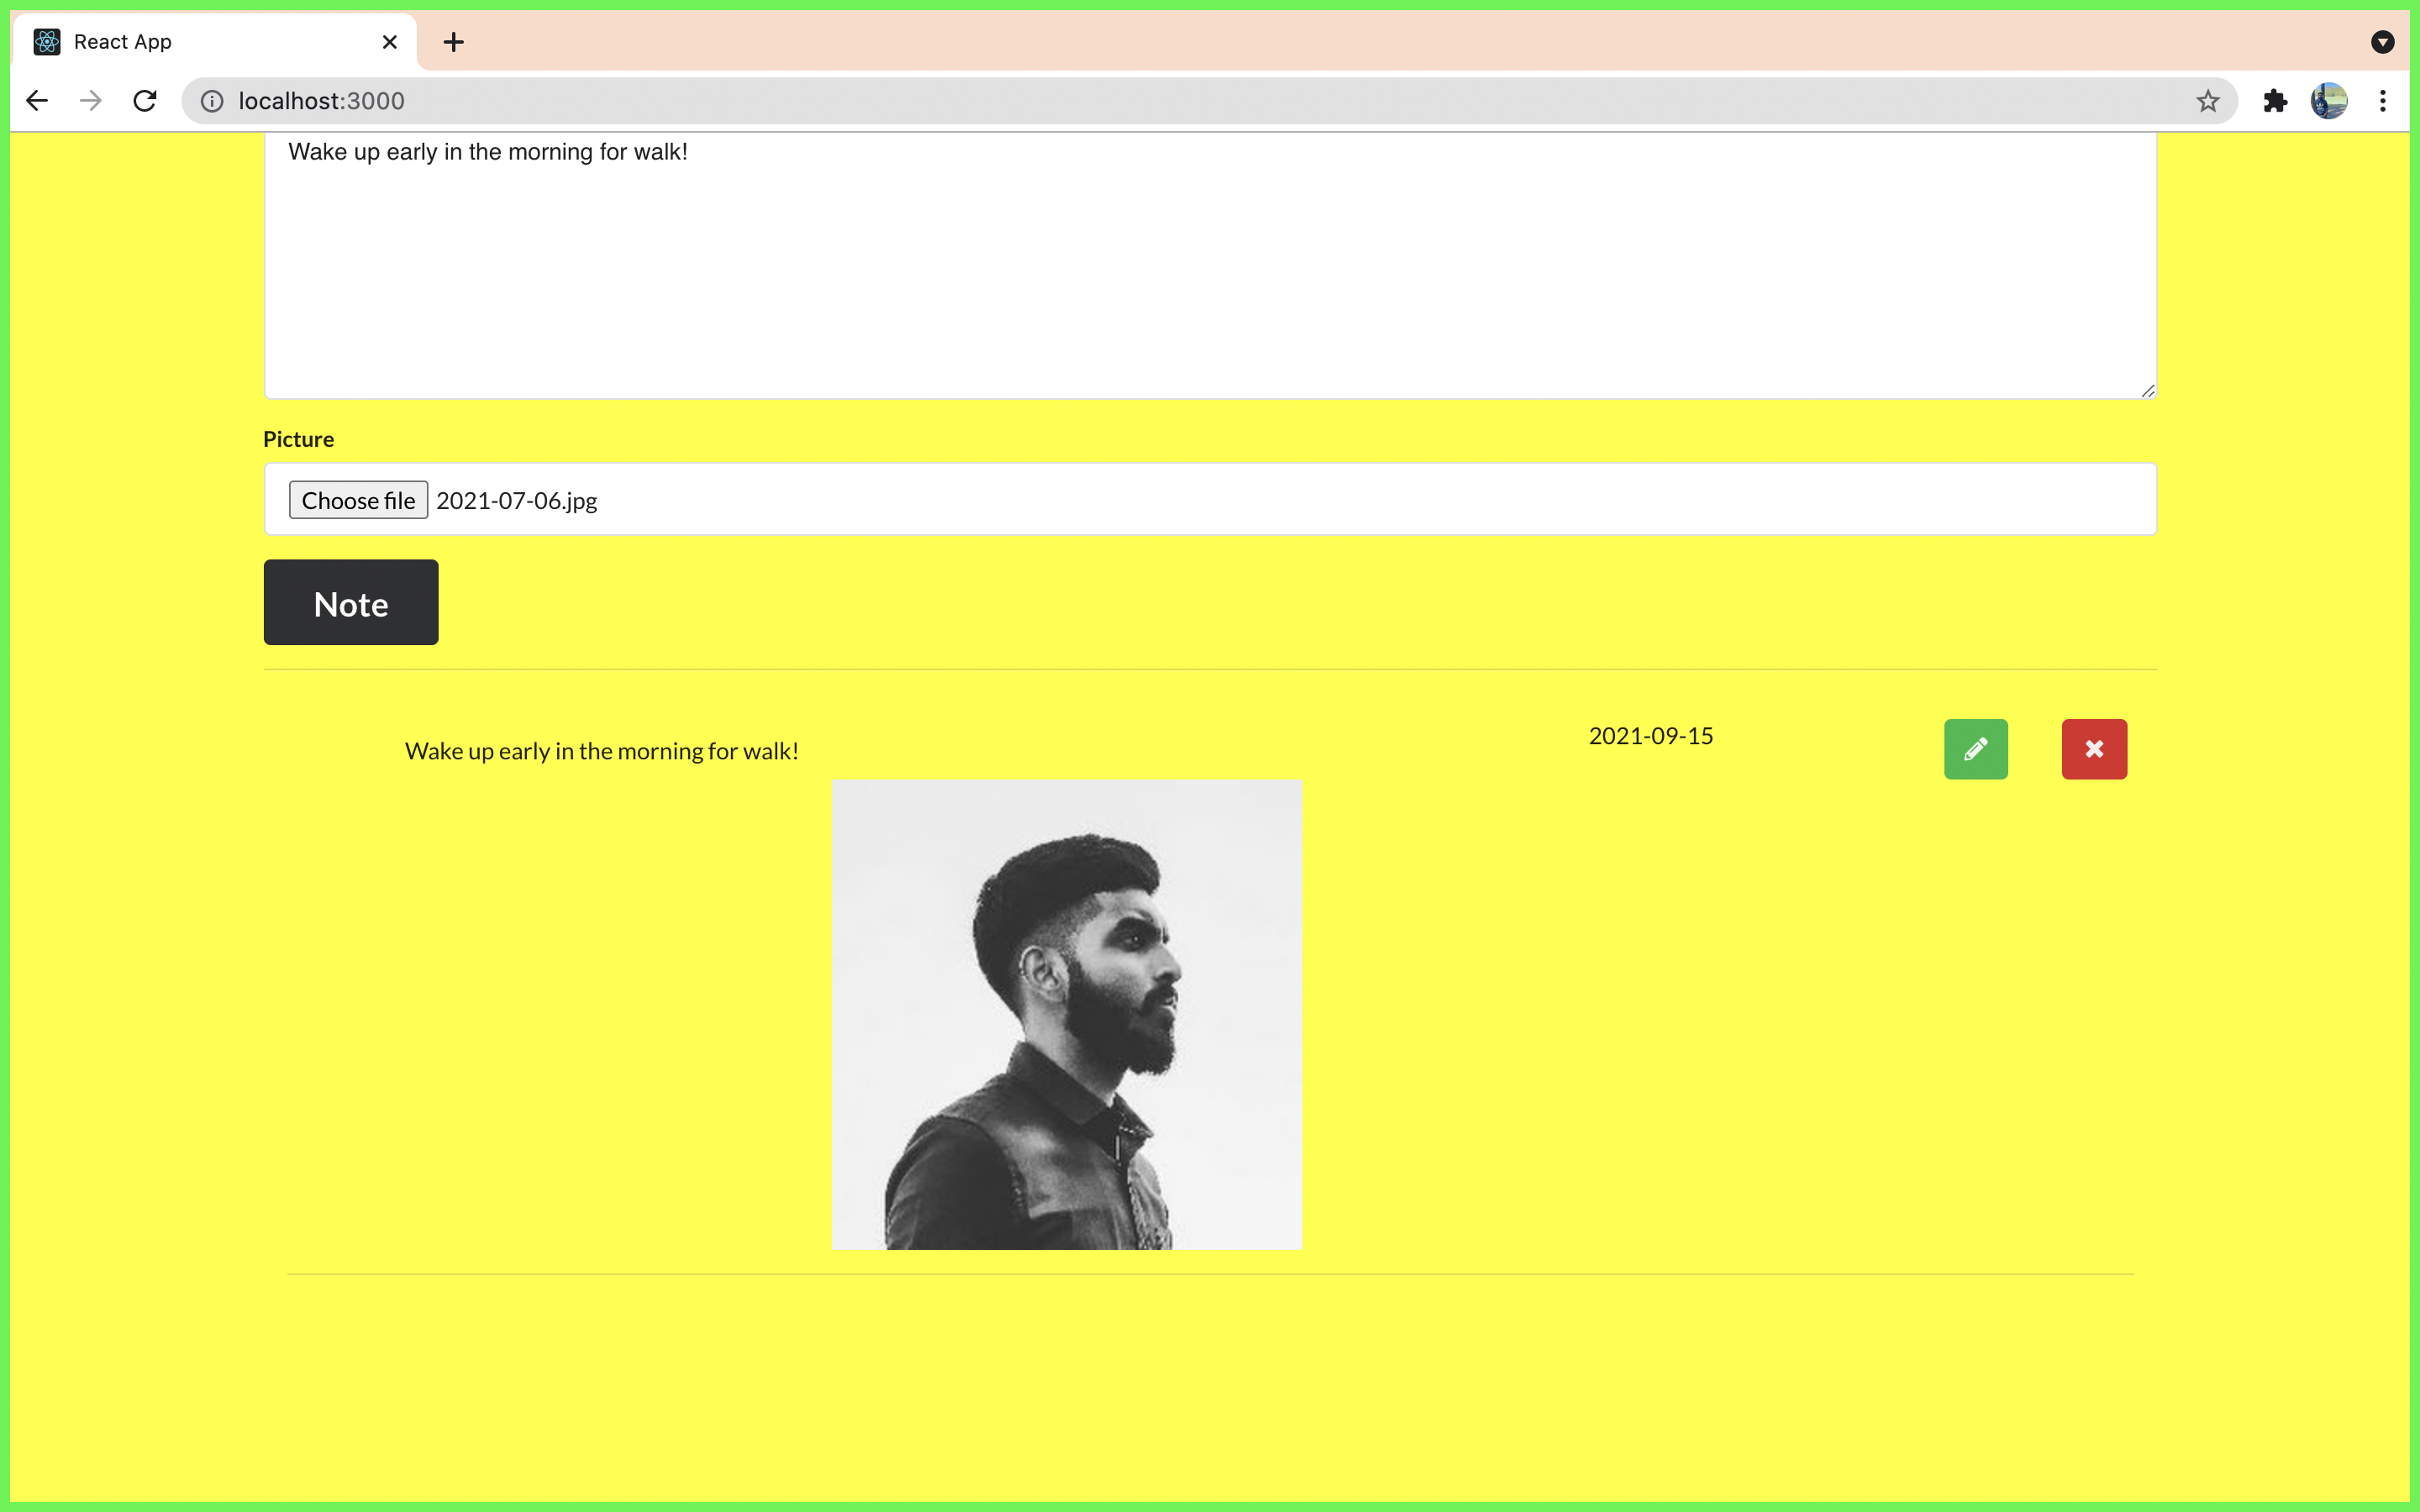 React App
localhost:3000
Wake up early in the morning for walk!
Picture
Choose file 2021-07-06.jpg
Note
Wake up early in the morning for walk!
2021-09-15